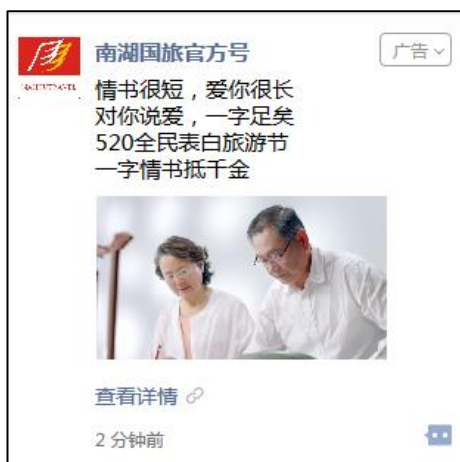 南湖国旅官方号
广告
情书很短，爱你很长
对你说爱，一字足矣
520全民表白旅游节
一字情书抵千金
查看详情
2 分钟前